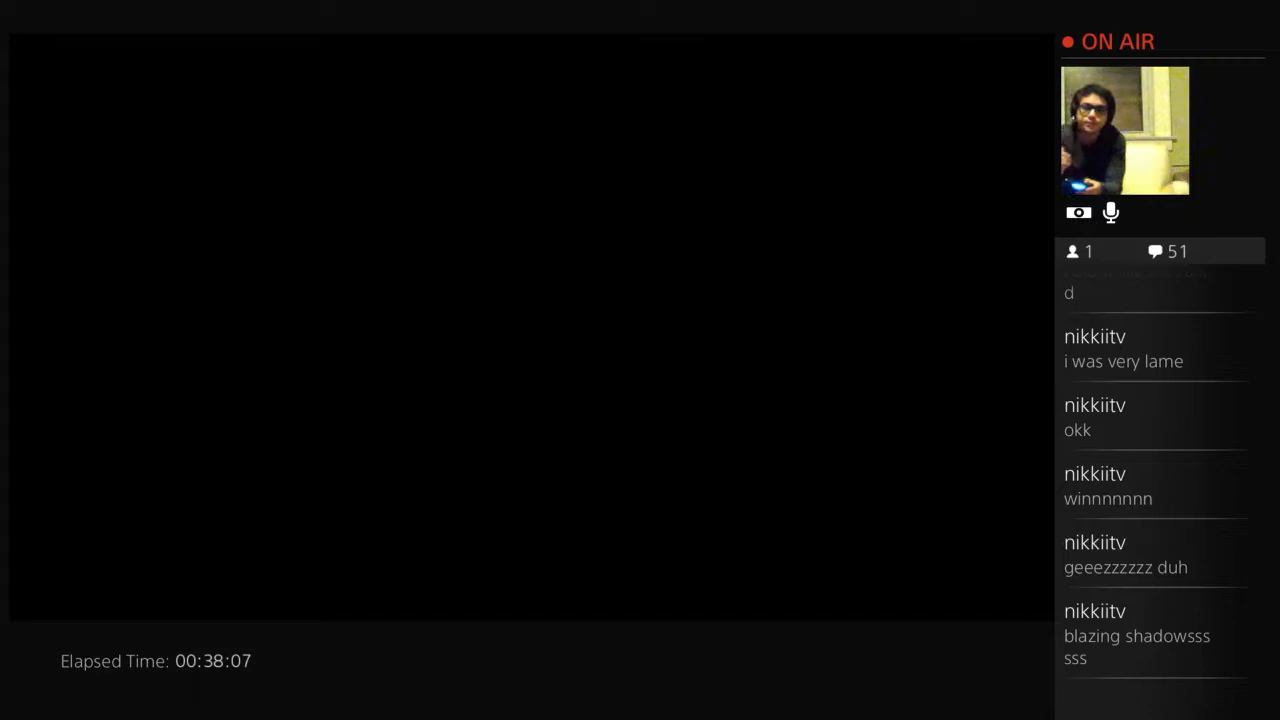 ON AIR
1 51
d
nikkiitv
i was very lame
nikkiitv
okk
nikkiitv
winnnnnnn
nikkiitv
geeezzzzzz duh
nikkiitv
blazing shadowsss
sss
Elapsed Time: 00:38:07